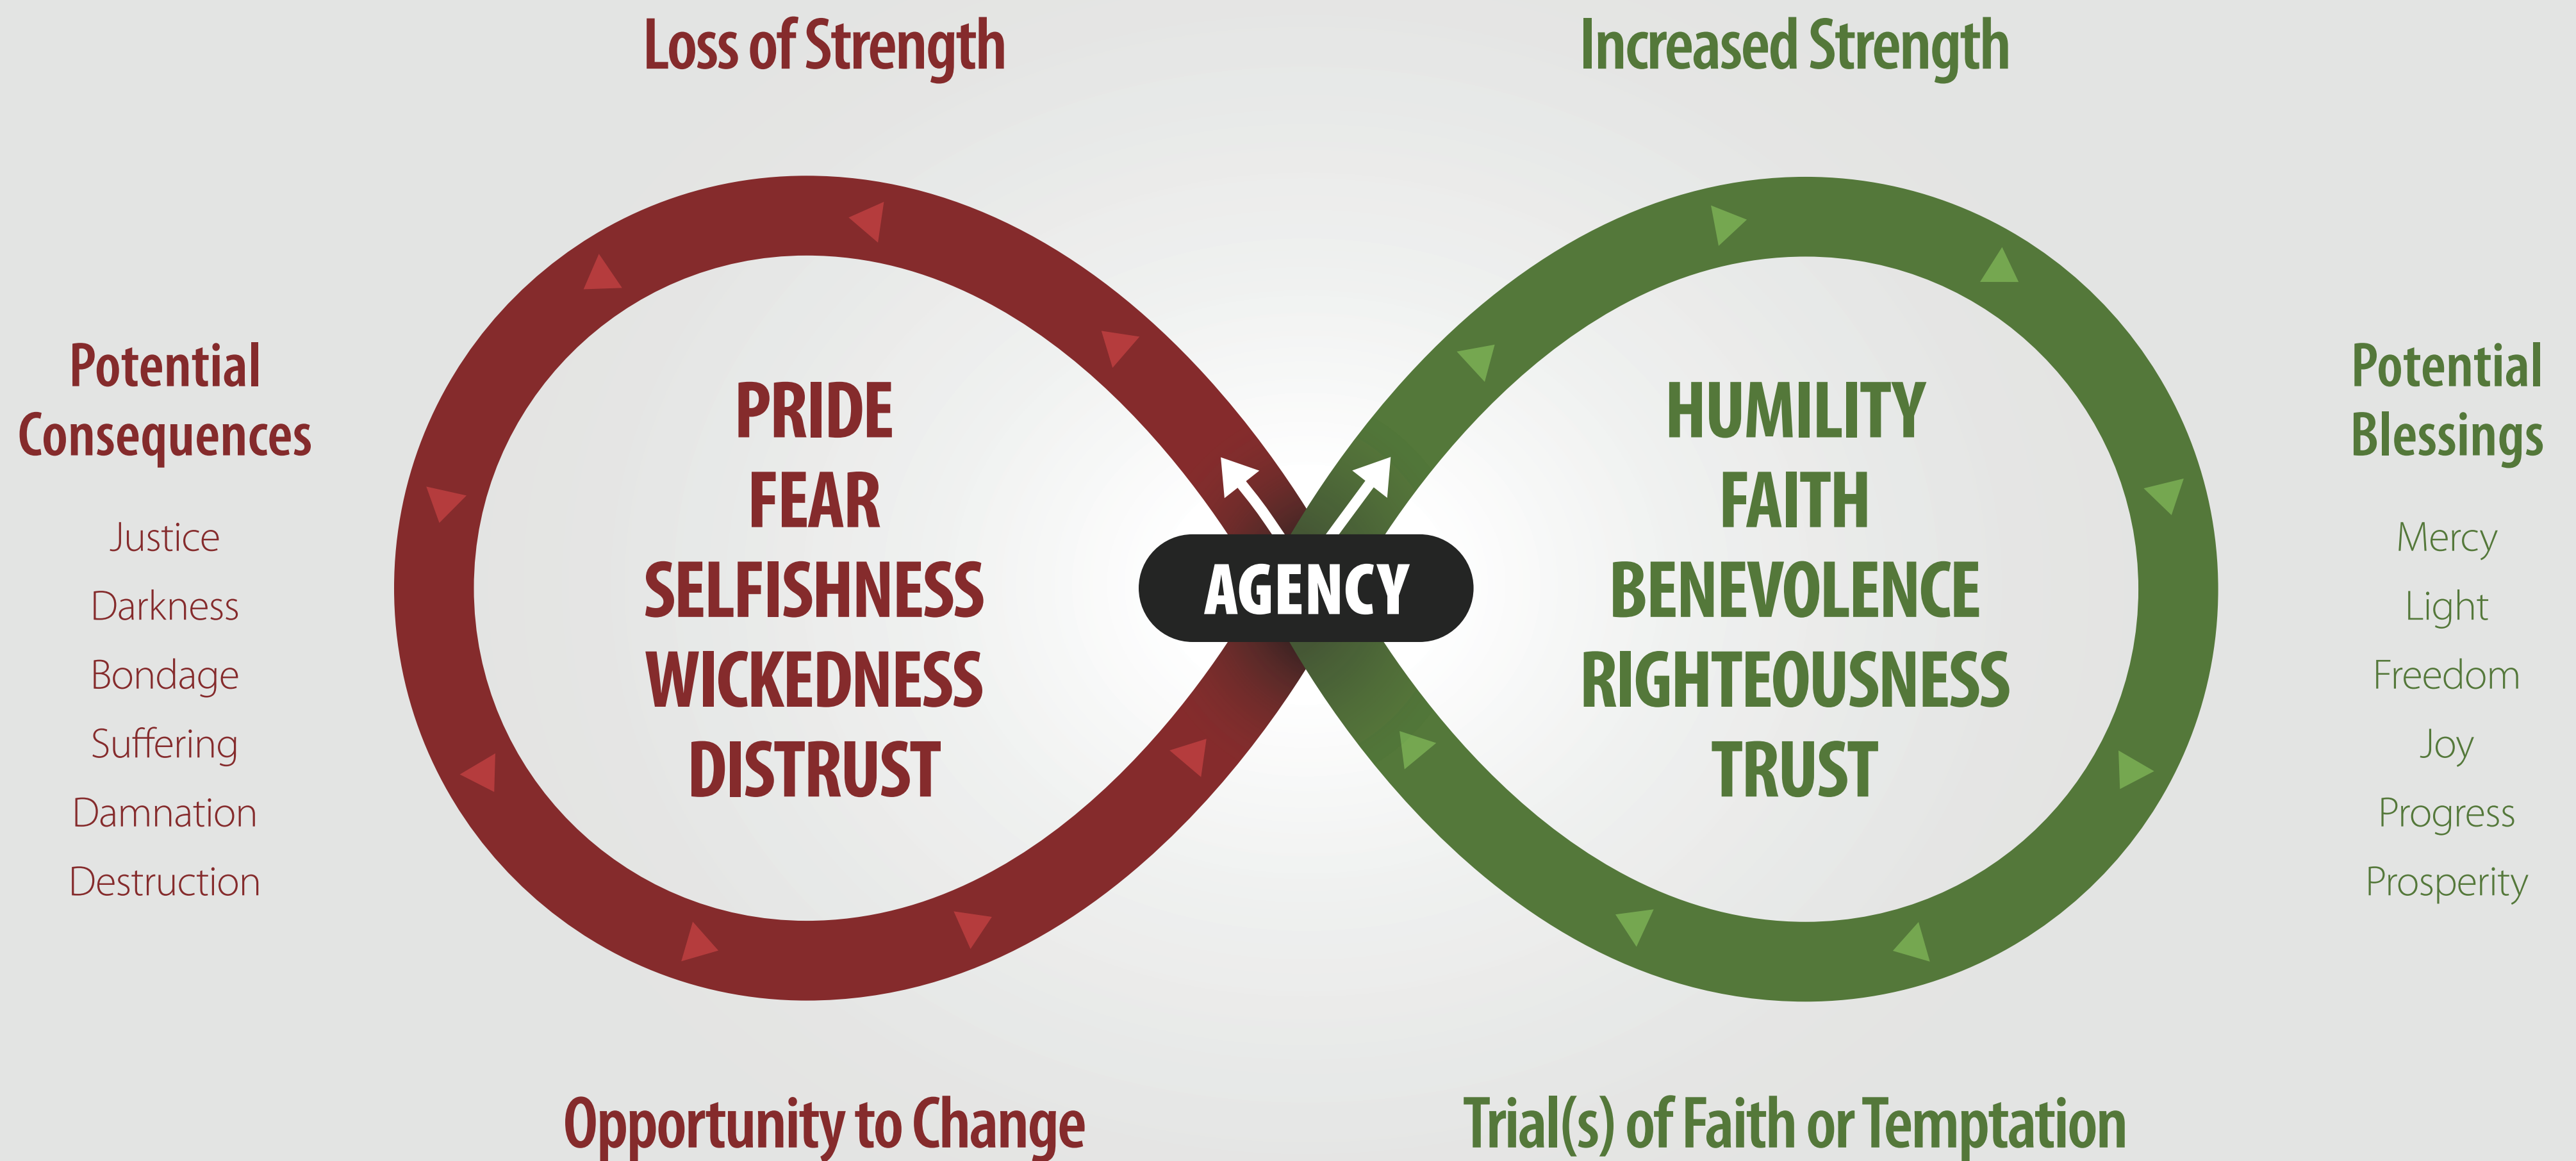 Loss of Strength
Increased Strength
Potential
Consequences
Justice
Darkness
Bondage
Suffering
Damnation
Destruction
PRIDE
FEAR
SELFISHNESS
WICKEDNESS
DISTRUST
AGENCY
HUMILITY
FAITH
BENEVOLENCE
RIGHTEOUSNESS
TRUST
Potential
Blessings
Mercy
Light
Freedom
Joy
Progress
Prosperity
Opportunity to Change
Trial(s) of Faith or Temptation